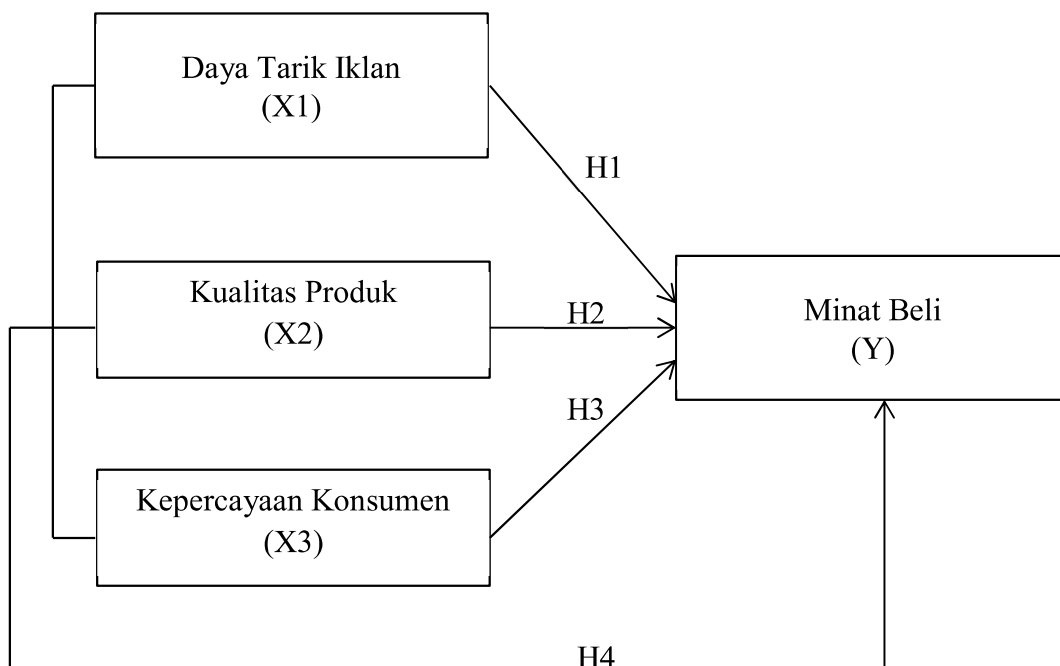 Daya Tarik Iklan
(X1)
H1
Kualitas Produk
(X2)
H2
Minat Beli
(Y)
H3
Kepercayaan Konsumen
(X3)
H4